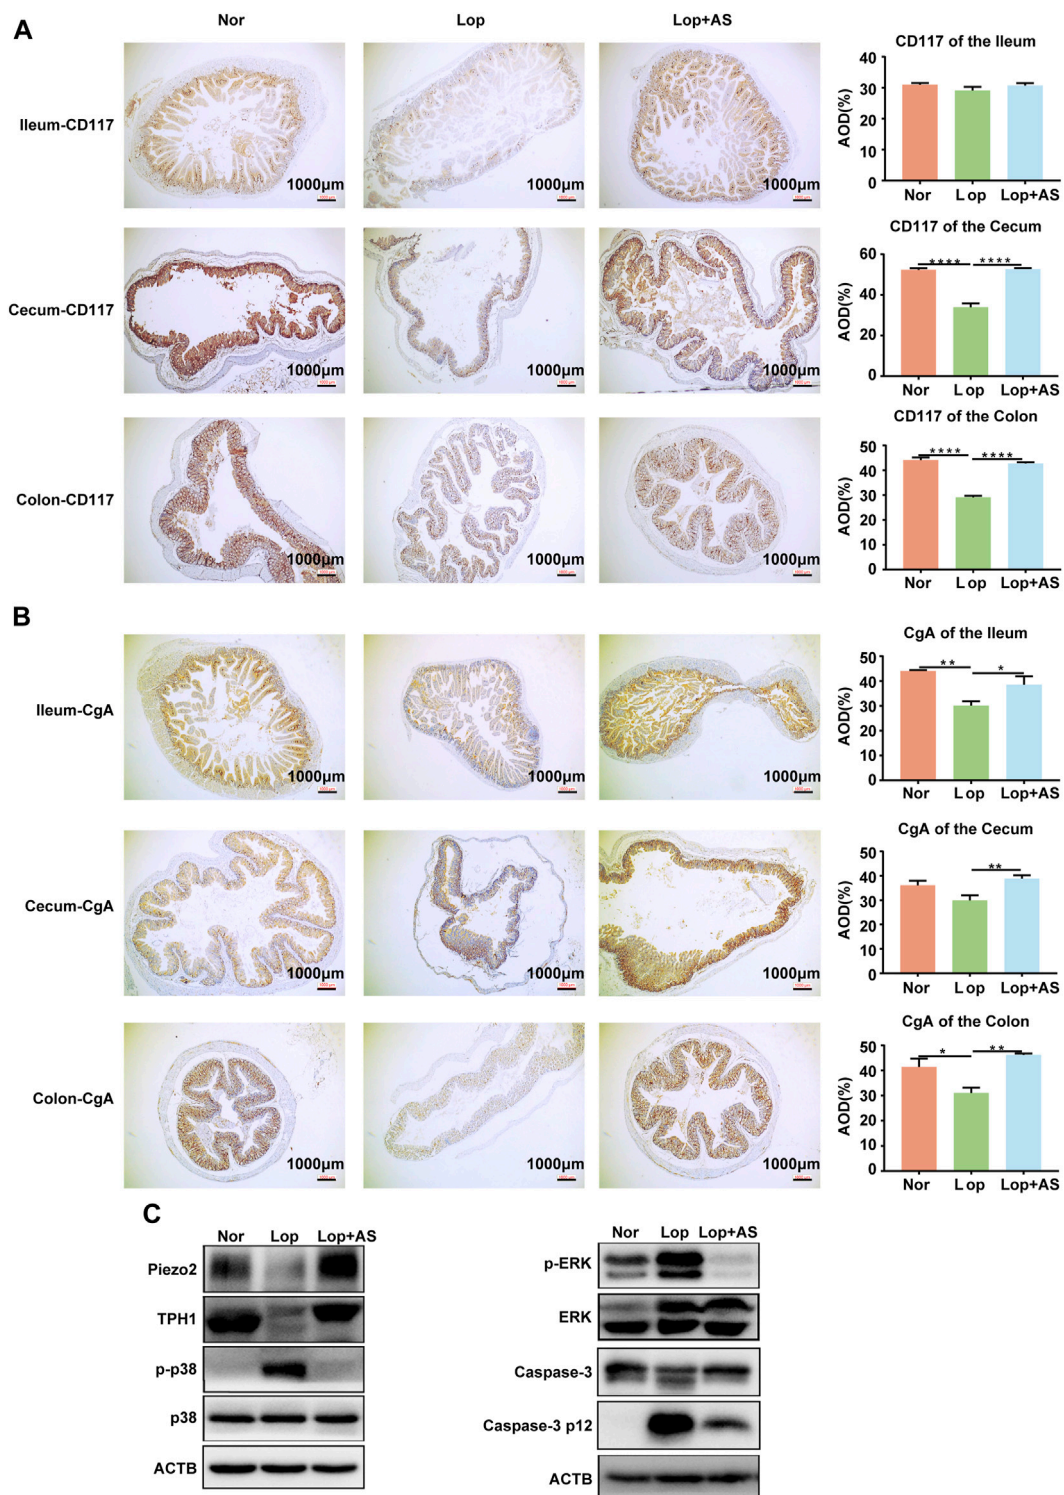 Nor Lop Lop+AS
A
Ileum-CD117
1000μm 1000μm 1000μm
CD117 of the Ileum
AOD(%)
40
30
20
10
0
Nor Lop Lop+AS
Cecum-CD117
1000μm 1000μm 1000μm
CD117 of the Cecum
AOD(%)
60
40
20
60
**** ****
Nor Lop Lop+AS
Colon-CD117
1000μm 1000μm 1000μm
CD117 of the Colon
AOD(%)
50
40
30
20
10
0
**** ****
Nor Lop Lop+AS
B
Ileum-CgA
1000μm 1000μm 1000μm
CgA of the Ileum
AOD(%)
50
40
30
20
10
0
** *
Nor Lop Lop+AS
Cecum-CgA
1000μm 1000μm 1000μm
CgA of the Cecum
AOD(%)
50
40
30
20
10
0
**
Nor Lop Lop+AS
Colon-CgA
1000μm 1000μm 1000μm
CgA of the Colon
AOD(%)
50
40
30
20
10
0
* **
Nor Lop Lop+AS
C
Nor Lop Lop+AS
Piezo2
TPH1
p-p38
p38
ACTB
Nor Lop Lop+AS
p-ERK
ERK
Caspase-3
Caspase-3 p12
ACTB